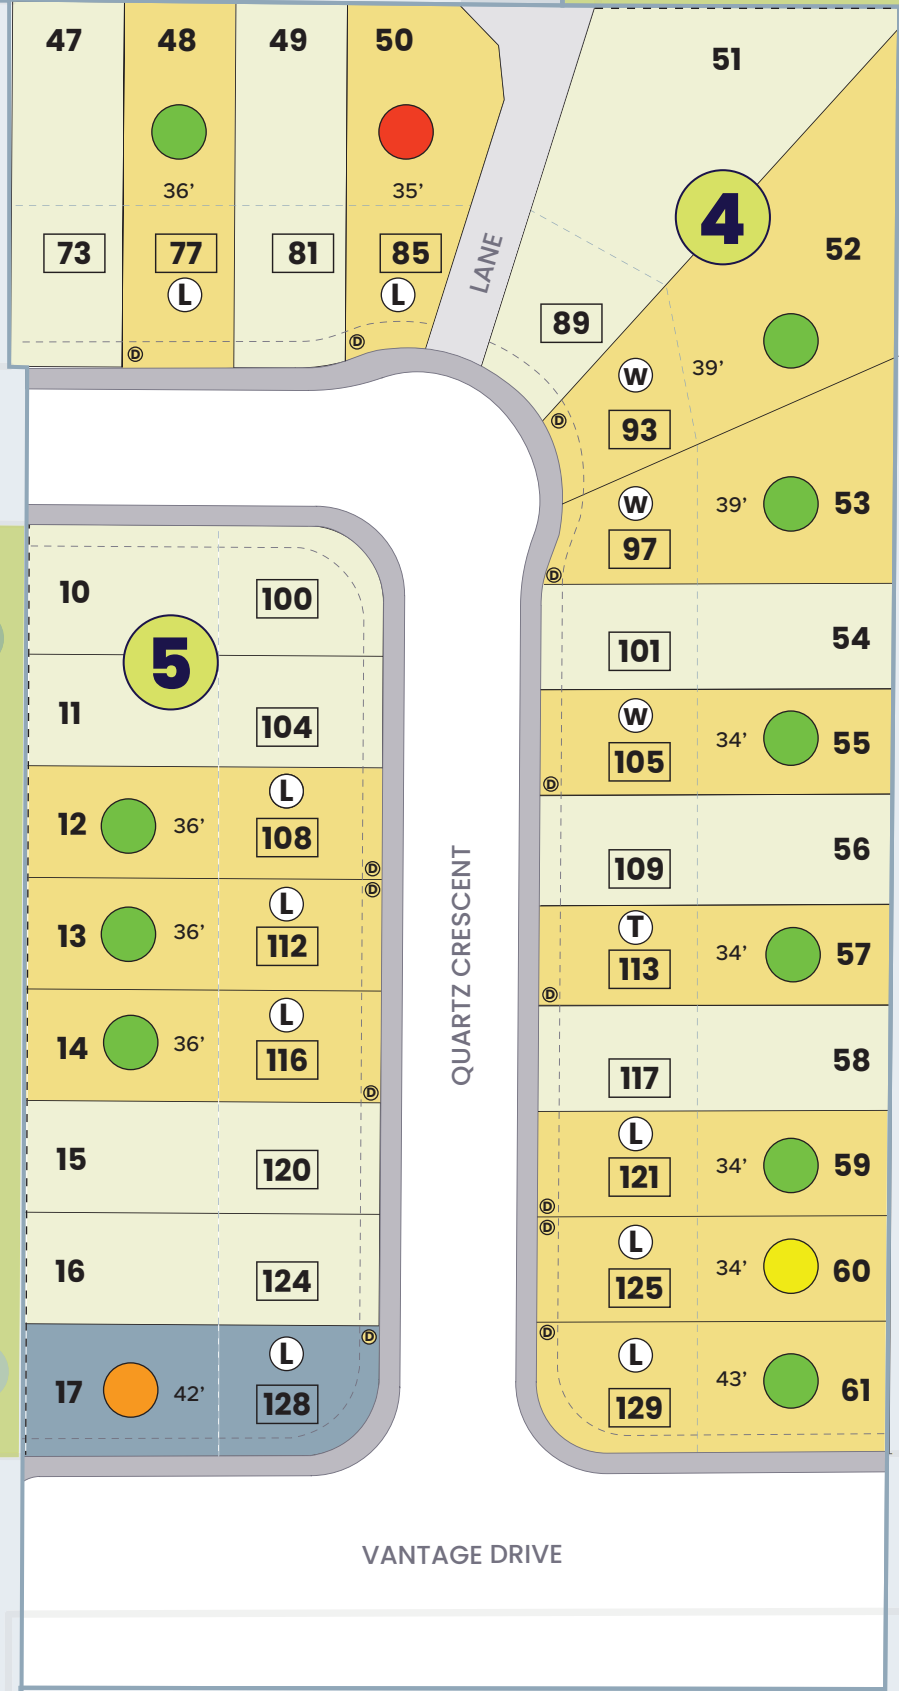 47 48 49 50 51
36’ 35’
LANE
4
52
73 77 81 85
L L
89
D D
W 39’
93
D
W 39’ 53
97
D
10 100
54
101
5
11 104
W 34’ 55
105
D
L
12 36’ 108
D
56
109
D
L
13 36’ 112
T 34’ 57
113
D
L
14 36’ 116
D
58
117
15 120
L 34’ 59
121
D
D
16 124
L 34’ 60
125
D
D
L
17 42’ 128
L 43’ 61
129
QUARTZ CRESCENT
VANTAGE DRIVE